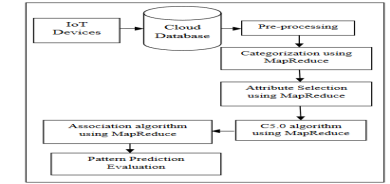 IoT
Devices
Cloud
Database
Pre-processing
Categorization using
MapReduce
Attribute Selection
using MapReduce
C5.0 algorithm
using MapReduce
Association algorithm
using MapReduce
Pattern Prediction
Evaluation